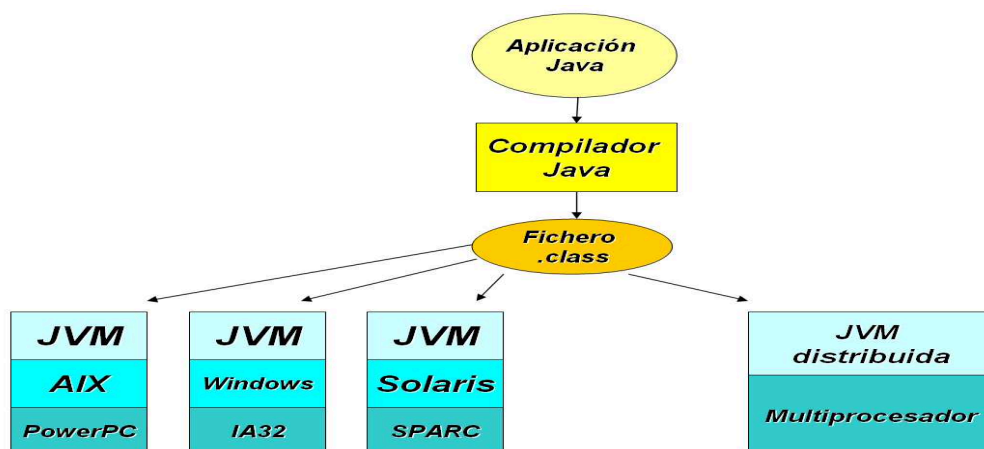 Aplicación
Java
Compilador
Java
Fichero
.class
JVM
AIX
PowerPC
JVM
Windows
IA32
JVM
Solaris
SPARC
JVM
distribuida
Multiprocesador